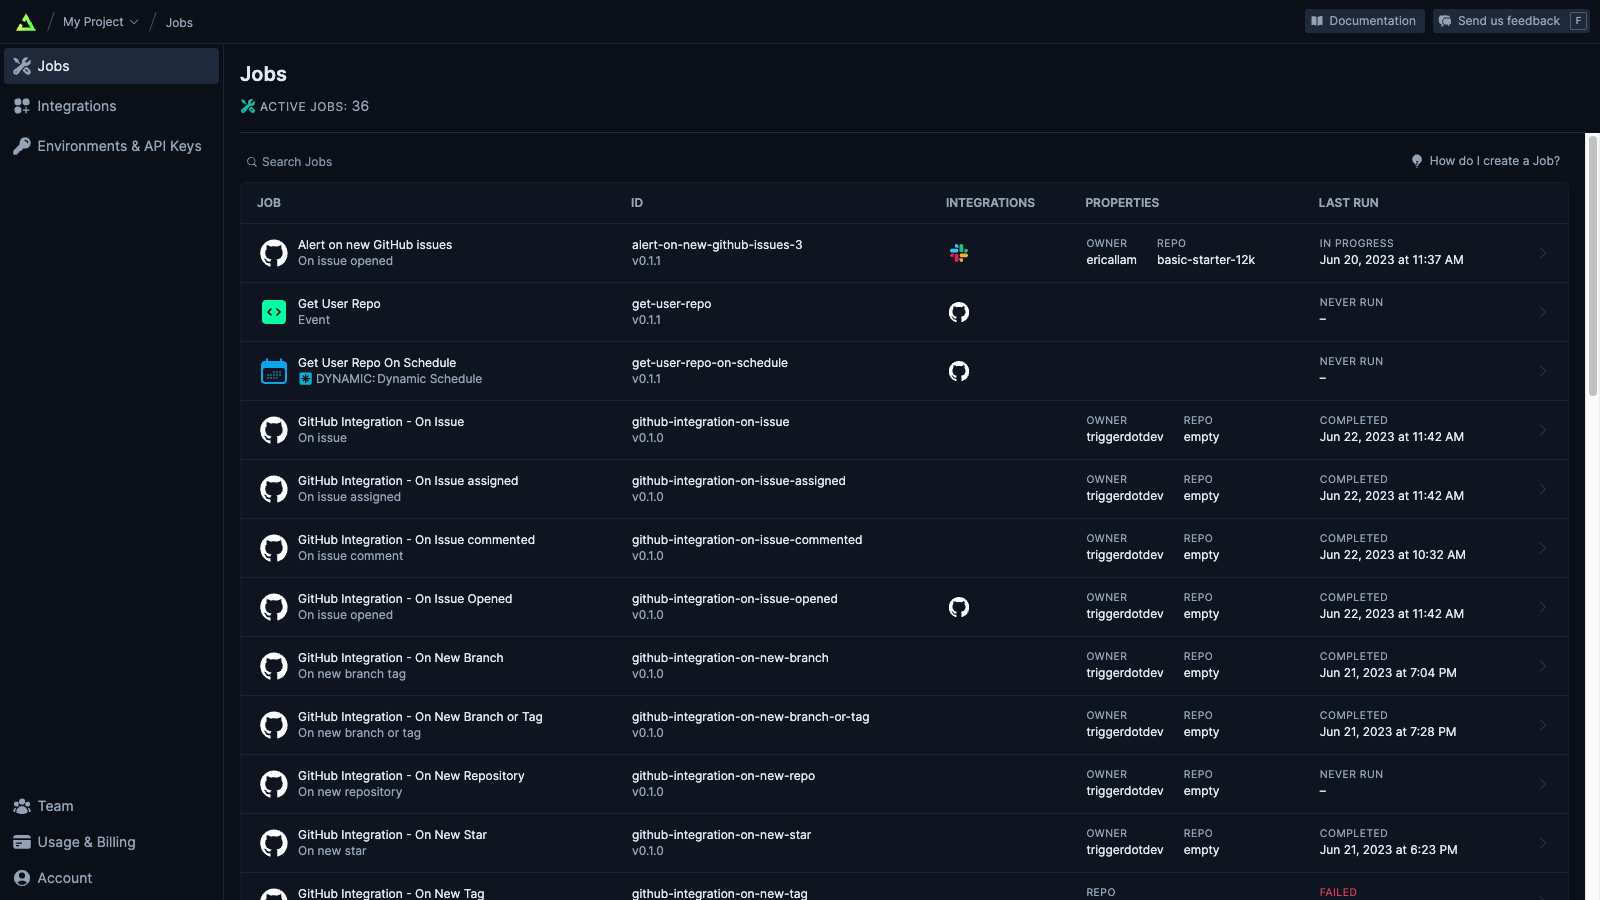 My Project
Jobs
Documentation
Send us feedback F
Jobs
Integrations
Environments & API Keys
Team
Usage & Billing
Account
Jobs
ACTIVE JOBS: 36
Search Jobs
How do I create a Job?
JOB ID INTEGRATIONS PROPERTIES LAST RUN
Alert on new GitHub issues alert-on-new-github-issues-3 OWNER REPO IN PROGRESS
On issue opened v0.1.1 ericallam basic-starter-12k Jun 20, 2023 at 11:37 AM
Get User Repo get-user-repo NEVER RUN
Event v0.1.1 –
Get User Repo On Schedule get-user-repo-on-schedule NEVER RUN
DYNAMIC: Dynamic Schedule v0.1.1 –
GitHub Integration - On Issue github-integration-on-issue OWNER REPO COMPLETED
On issue v0.1.0 triggerdotdev empty Jun 22, 2023 at 11:42 AM
GitHub Integration - On Issue assigned github-integration-on-issue-assigned OWNER REPO COMPLETED
On issue assigned v0.1.0 triggerdotdev empty Jun 22, 2023 at 11:42 AM
GitHub Integration - On Issue commented github-integration-on-issue-commented OWNER REPO COMPLETED
On issue comment v0.1.0 triggerdotdev empty Jun 22, 2023 at 10:32 AM
GitHub Integration - On Issue Opened github-integration-on-issue-opened OWNER REPO COMPLETED
On issue opened v0.1.0 triggerdotdev empty Jun 22, 2023 at 11:42 AM
GitHub Integration - On New Branch github-integration-on-new-branch OWNER REPO COMPLETED
On new branch tag v0.1.0 triggerdotdev empty Jun 21, 2023 at 7:04 PM
GitHub Integration - On New Branch or Tag github-integration-on-new-branch-or-tag OWNER REPO COMPLETED
On new branch or tag v0.1.0 triggerdotdev empty Jun 21, 2023 at 7:28 PM
GitHub Integration - On New Repository github-integration-on-new-repo OWNER REPO NEVER RUN
On new repository v0.1.0 triggerdotdev empty –
GitHub Integration - On New Star github-integration-on-new-star OWNER REPO COMPLETED
On new star v0.1.0 triggerdotdev empty Jun 21, 2023 at 6:23 PM
GitHub Integration - On New Tag github-integration-on-new-tag REPO FAILED